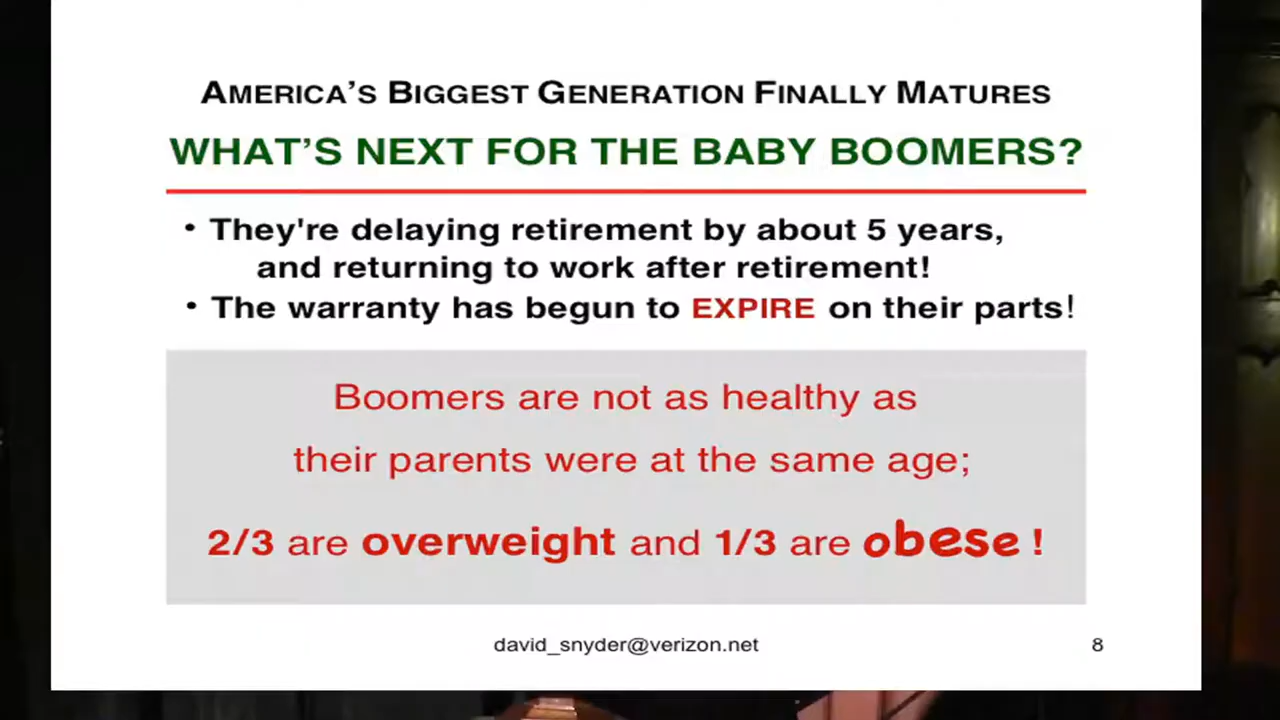 AMERICA'S BIGGEST GENERATION FINALLY MATURES
WHAT'S NEXT FOR THE BABY BOOMERS?
• They're delaying retirement by about 5 years,
and returning to work after retirement!
• The warranty has begun to EXPIRE on their parts!
Boomers are not as healthy as
their parents were at the same age;
2/3 are overweight and 1/3 are obese !
david_snyder@verizon.net
8